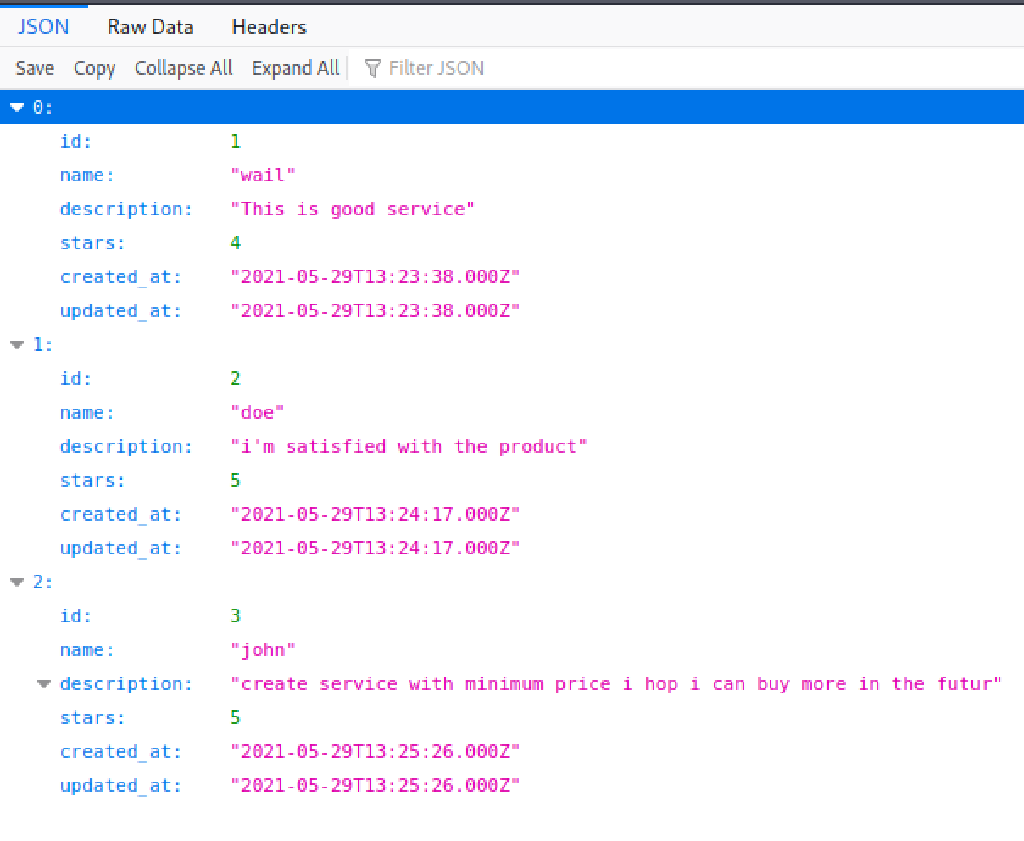 JSON Raw Data Headers
Save Copy Collapse All Expand All Filter JSON
0:
id: 1
name: "wail"
description: "This is good service"
stars: 4
created_at: "2021-05-29T13:23:38.000Z"
updated_at: "2021-05-29T13:23:38.000Z"
1:
id: 2
name: "doe"
description: "i'm satisfied with the product"
stars: 5
created_at: "2021-05-29T13:24:17.000Z"
updated_at: "2021-05-29T13:24:17.000Z"
2:
id: 3
name: "john"
description: "create service with minimum price i hop i can buy more in the futur"
stars: 5
created_at: "2021-05-29T13:25:26.000Z"
updated_at: "2021-05-29T13:25:26.000Z"